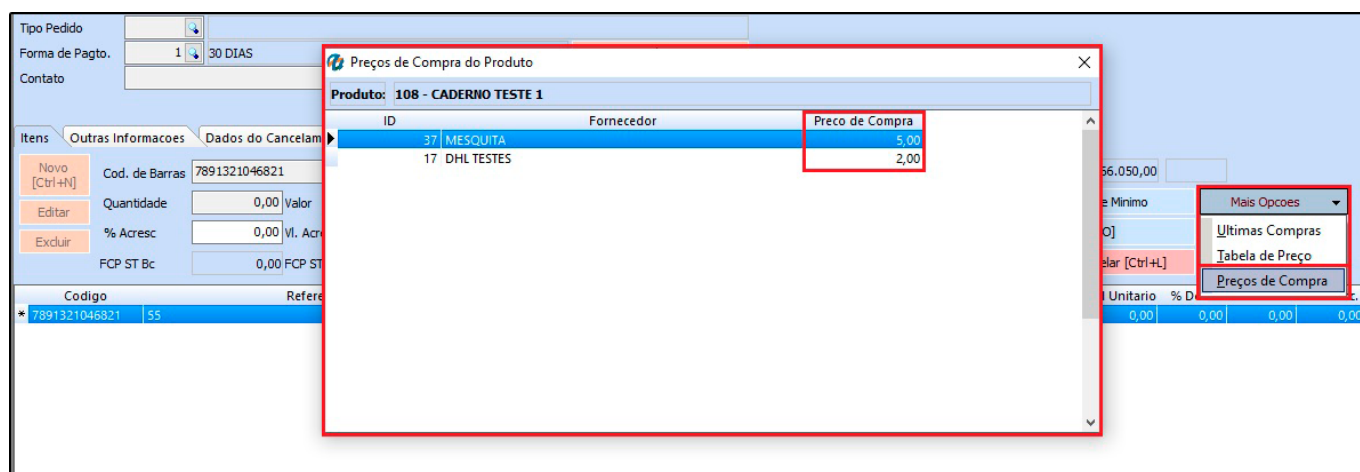 Tipo Pedido
Forma de Pagto. 1 30 DIAS
Contato
Preços de Compra do Produto
Produto: 108 - CADERNO TESTE 1
ID Fornecedor Preco de Compra
37 MESQUITA 5,00
17 DHL TESTES 2,00
Itens Outras Informacoes Dados do Cancelam
Novo [Ctrl+N] Cod. de Barras 7891321046821 66.050,00
Editar Quantidade 0,00 Valor e Minimo Mais Opcoes
Excluir % Acresc 0,00 Vl. Acre O] Ultimas Compras
Tabela de Preço
FCP ST Bc 0,00 FCP ST elar [Ctrl+L]
Preços de Compra
Codigo Refere l Unitario % D
* 7891321046821 55 0,00 0,00 0,00 0,00